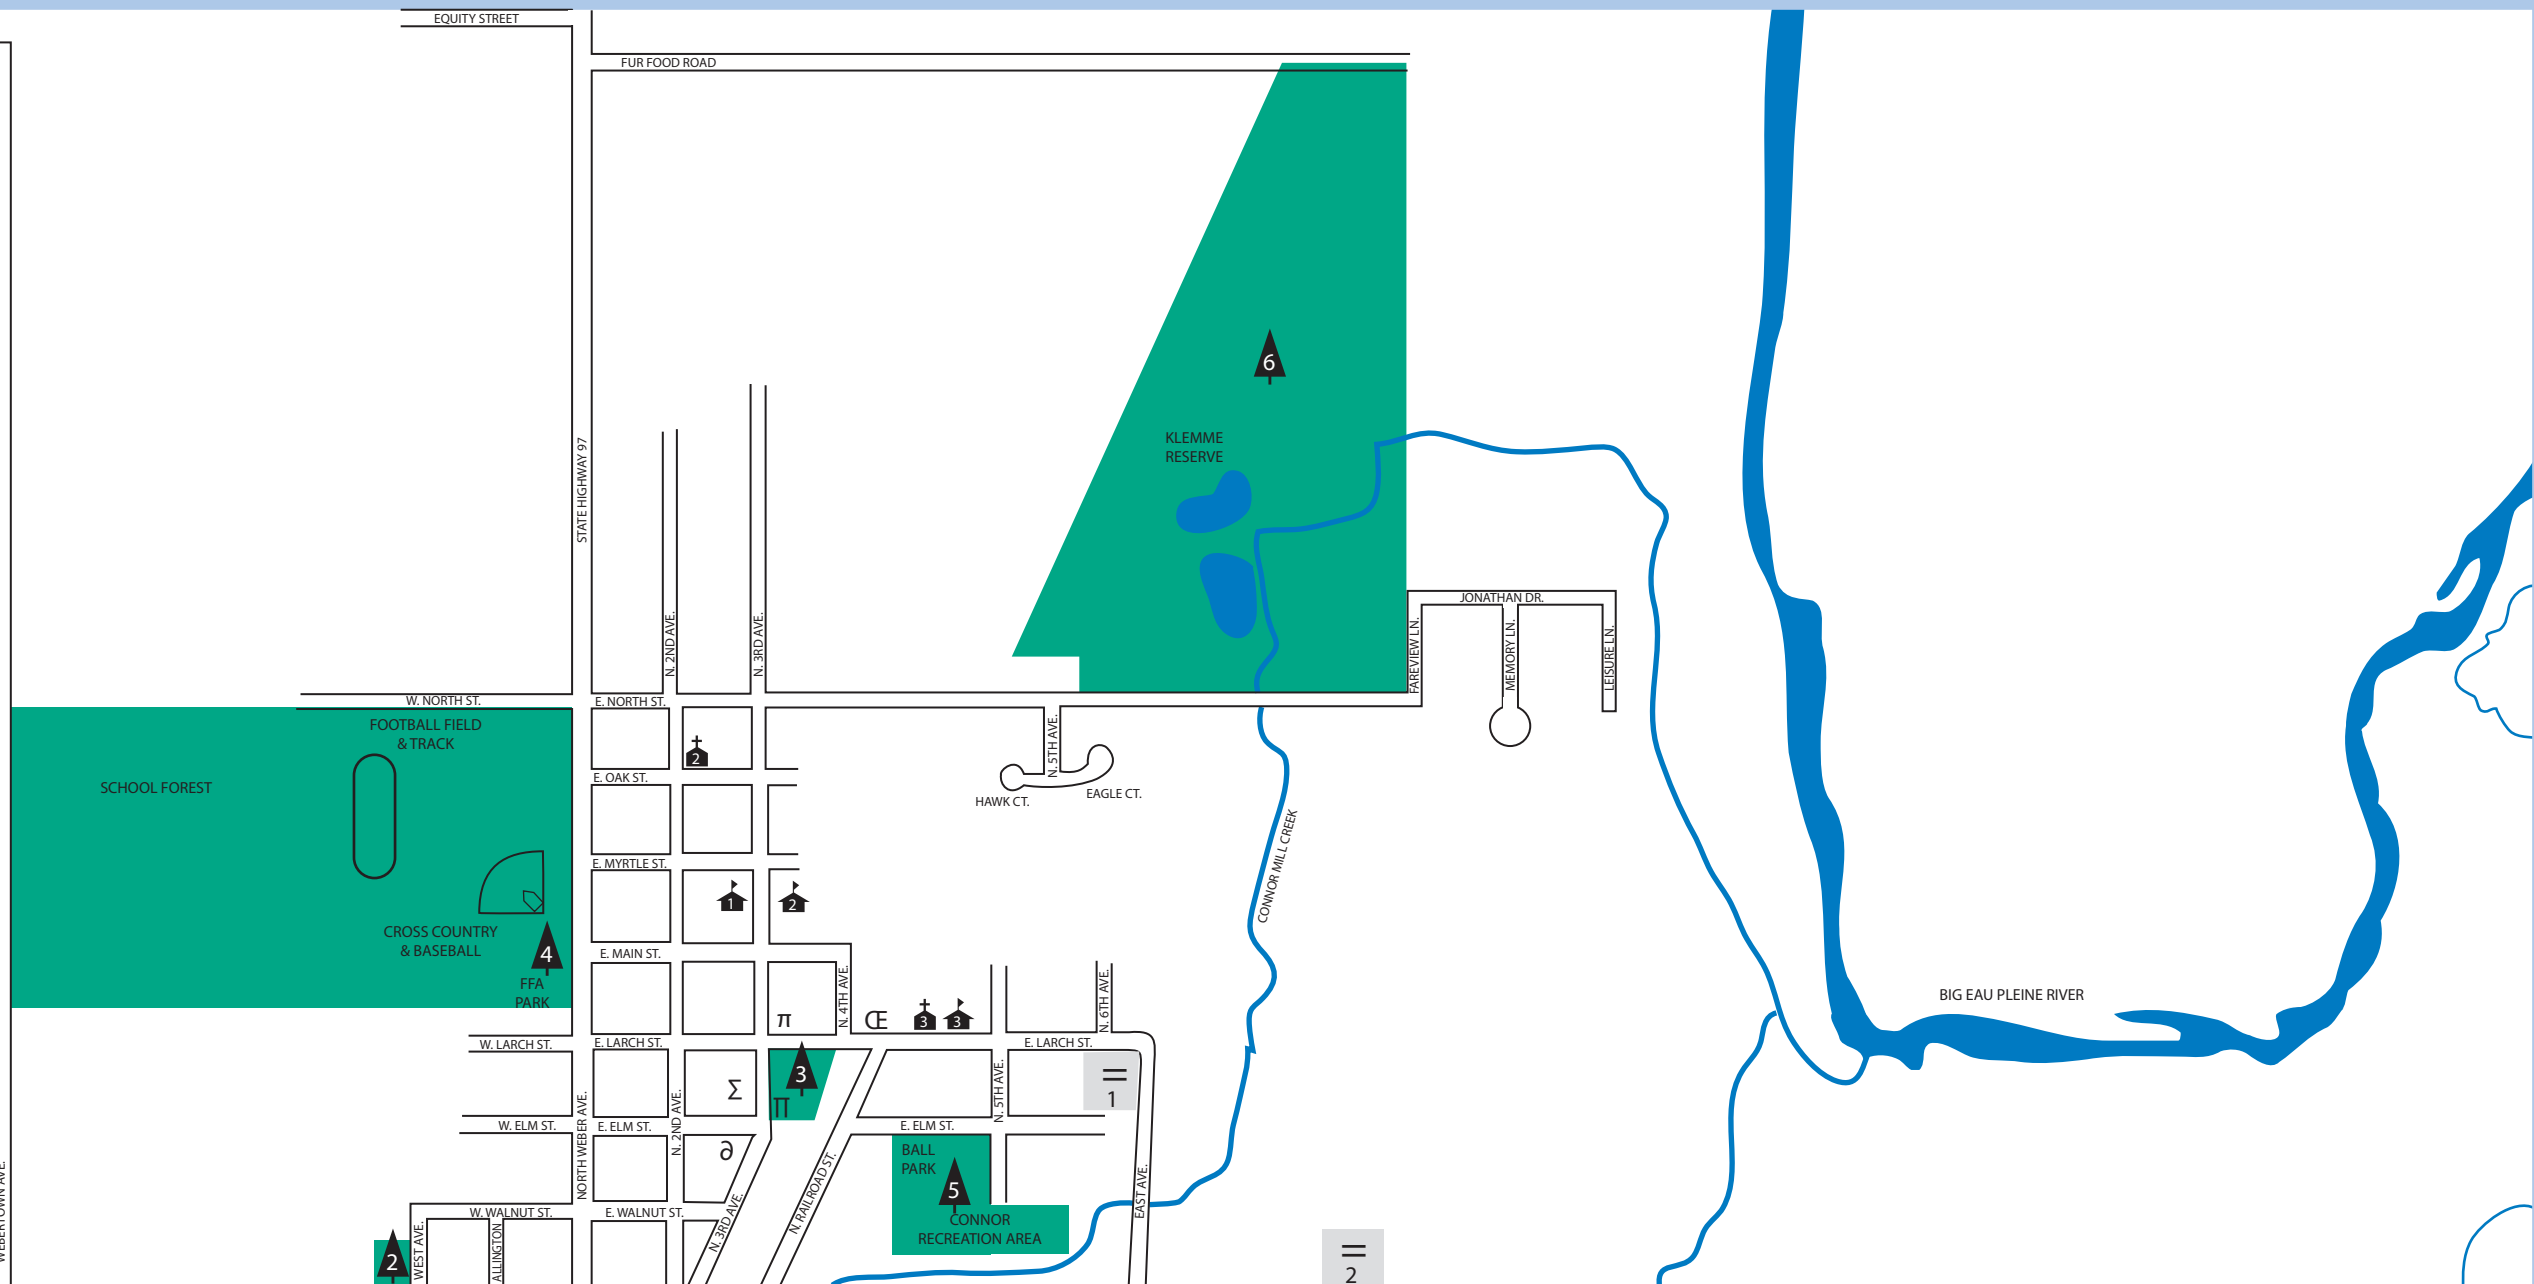 EQUITY STREET
FUR FOOD ROAD
6
KLEMME
RESERVE
STATE HIGHWAY 97
N. 2ND AVE.
N. 3RD AVE.
JONATHAN DR.
FAREVIEW LN.
MEMORY LN.
LEISURE LN.
W. NORTH ST.
E. NORTH ST.
FOOTBALL FIELD
& TRACK
SCHOOL FOREST
2
N. 5TH AVE.
E. OAK ST.
HAWK CT.
EAGLE CT.
CONNOR MILL CREEK
E. MYRTLE ST.
1
2
CROSS COUNTRY
& BASEBALL
4
FFA
PARK
E. MAIN ST.
N. 4TH AVE.
N. 6TH AVE.
BIG EAU PLEINE RIVER
π
Œ
3
3
W. LARCH ST.
E. LARCH ST.
E. LARCH ST.
3
Σ
Π
N. 5TH AVE.
=
1
NORTH WEBER AVE.
N. 2ND AVE.
W. ELM ST.
E. ELM ST.
E. ELM ST.
∂
BALL
PARK
5
N. RAILROAD ST.
N. 3RD AVE.
EAST AVE.
W. WALNUT ST.
E. WALNUT ST.
CONNOR
RECREATION AREA
WEBERTOWN AVE.
2
WEST AVE.
ALLINGTON
=
2